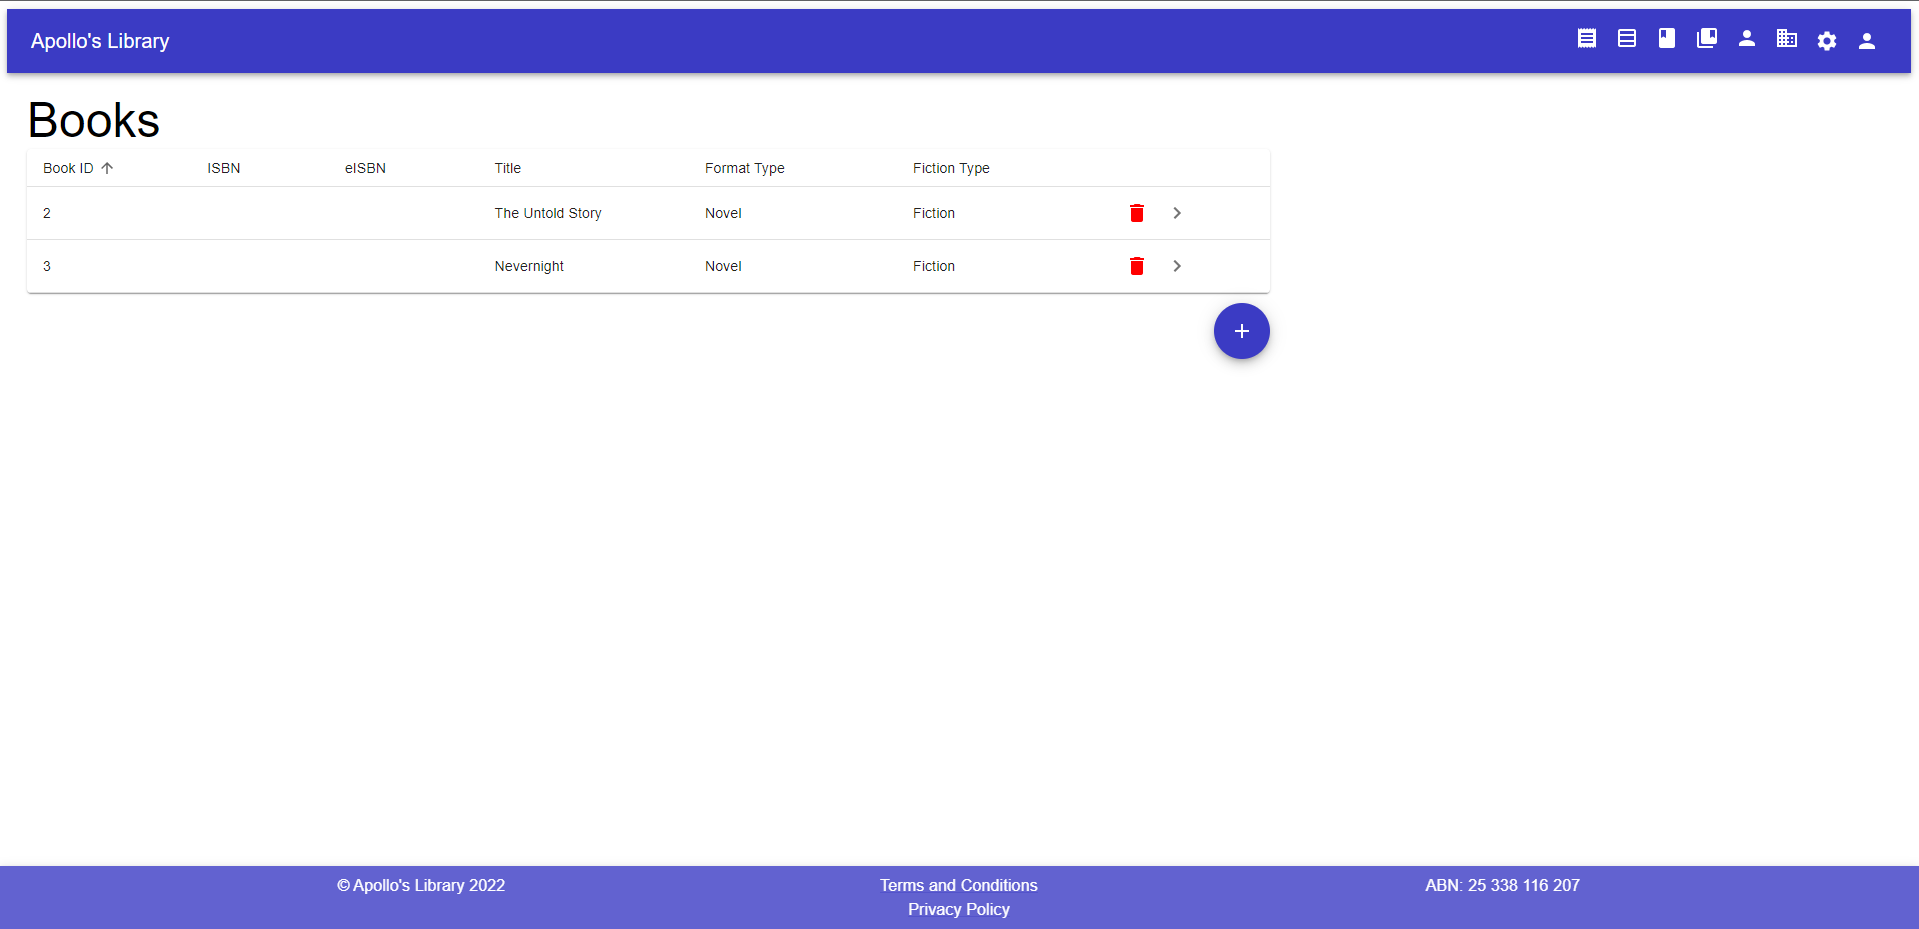 Apollo's Library
Books
Book ID ISBN eISBN Title Format Type Fiction Type
2 The Untold Story Novel Fiction
3 Nevernight Novel Fiction
© Apollo's Library 2022 Terms and Conditions ABN: 25 338 116 207
Privacy Policy